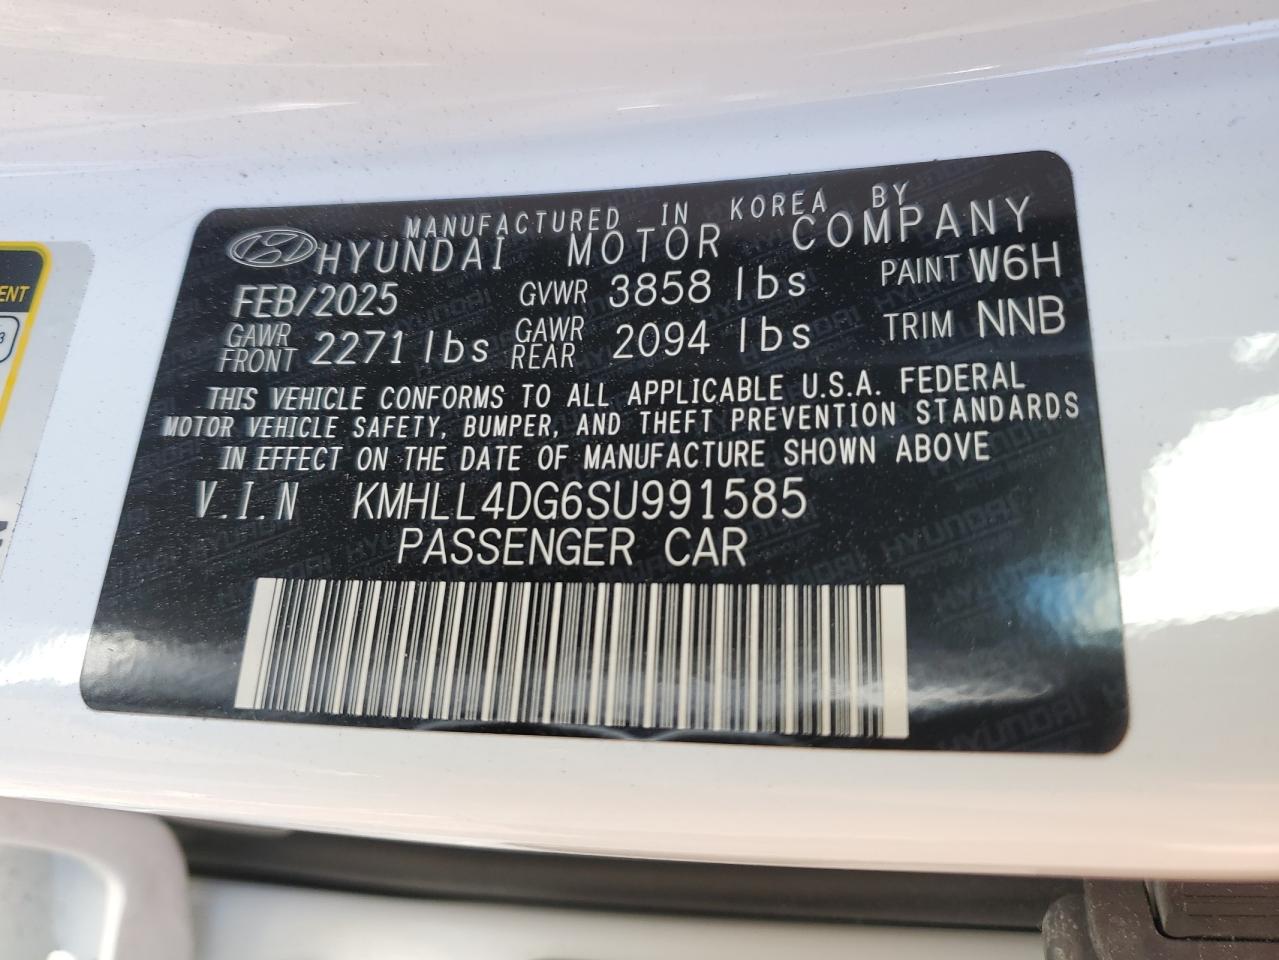 MANUFACTURED IN KOREA BY
HYUNDAI MOTOR COMPANY
FEB/2025 GVWR 3858 lbs PAINT W6H
GAWR FRONT 2271 lbs GAWR REAR 2094 lbs TRIM NNB
THIS VEHICLE CONFORMS TO ALL APPLICABLE U.S.A. FEDERAL
MOTOR VEHICLE SAFETY, BUMPER, AND THEFT PREVENTION STANDARDS
IN EFFECT ON THE DATE OF MANUFACTURE SHOWN ABOVE
V.I.N KMHLL4DG6SU991585
PASSENGER CAR